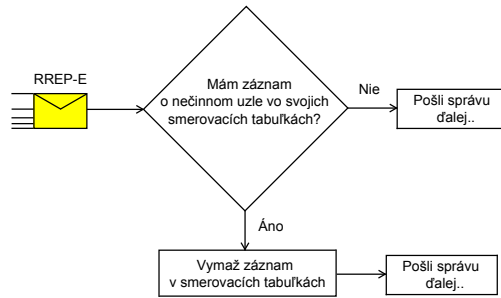 RREP-E
Mám záznam
o nečinnom uzle vo svojich
smerovacích tabuľkách?
Nie
Pošli správu
ďalej..
Áno
Vymaž záznam
v smerovacích tabuľkách
Pošli správu
ďalej..